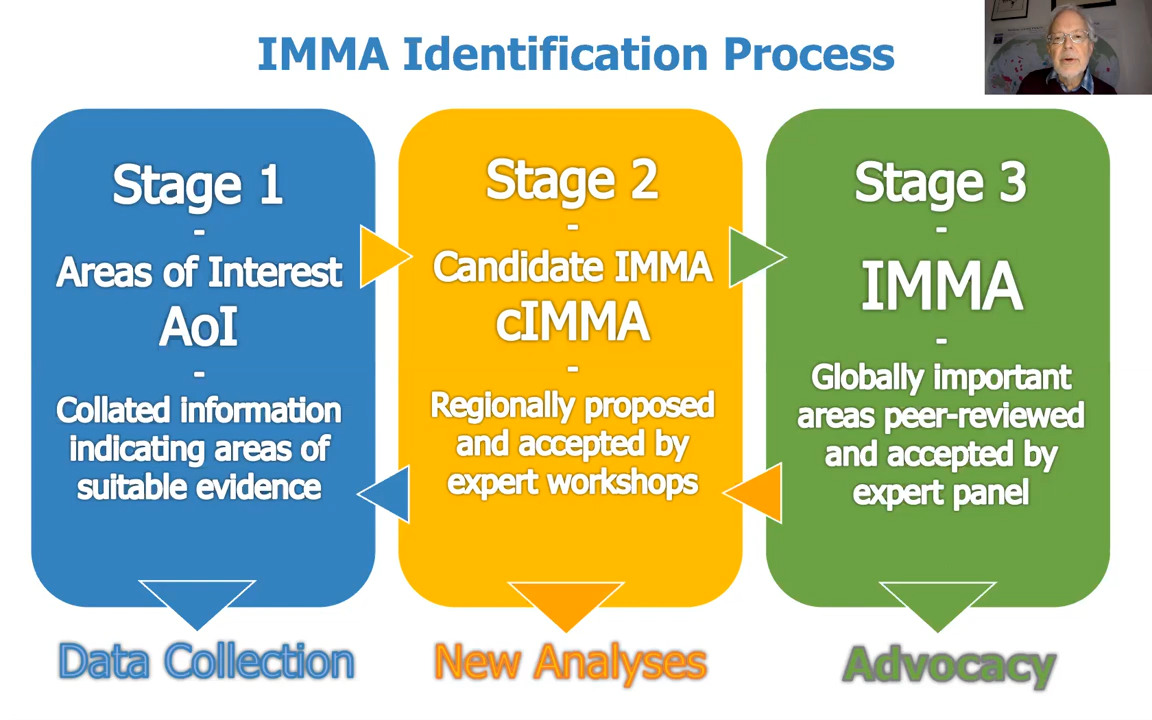 IMMA Identification Process
Stage 1
-
Areas of Interest
AoI
-
Collated information
indicating areas of
suitable evidence
Data Collection
Stage 2
-
Candidate IMMA
cIMMA
-
Regionally proposed
and accepted by
expert workshops
New Analyses
Stage 3
-
IMMA
-
Globally important
areas peer-reviewed
and accepted by
expert panel
Advocacy